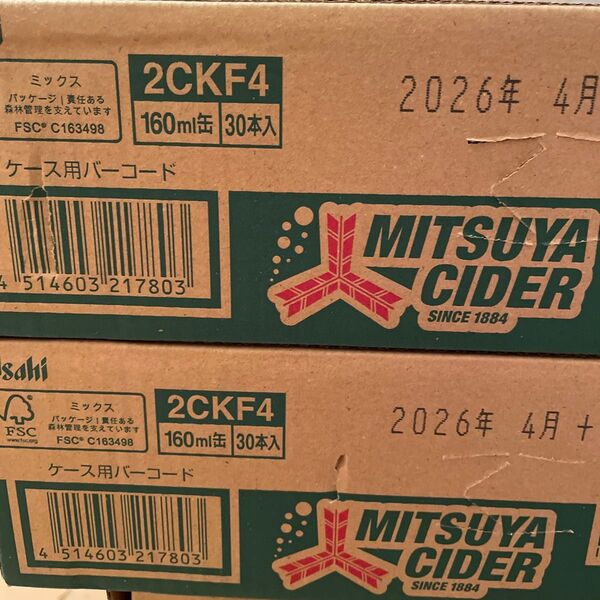 ミックス
パッケージ|責任ある
森林管理を支えています
FSC® C163498
2CKF4
160ml缶 30本入
2026年 4月
ケース用バーコード
4 514603 217803
MITSUYA
CIDER
SINCE 1884
Asahi
FSC
www.fsc.org
ミックス
パッケージ|責任ある
森林管理を支えています
FSC® C163498
2CKF4
160ml缶 30本入
2026年 4月 +
ケース用バーコード
4 514603 217803
MITSUYA
CIDER
SINCE 1884